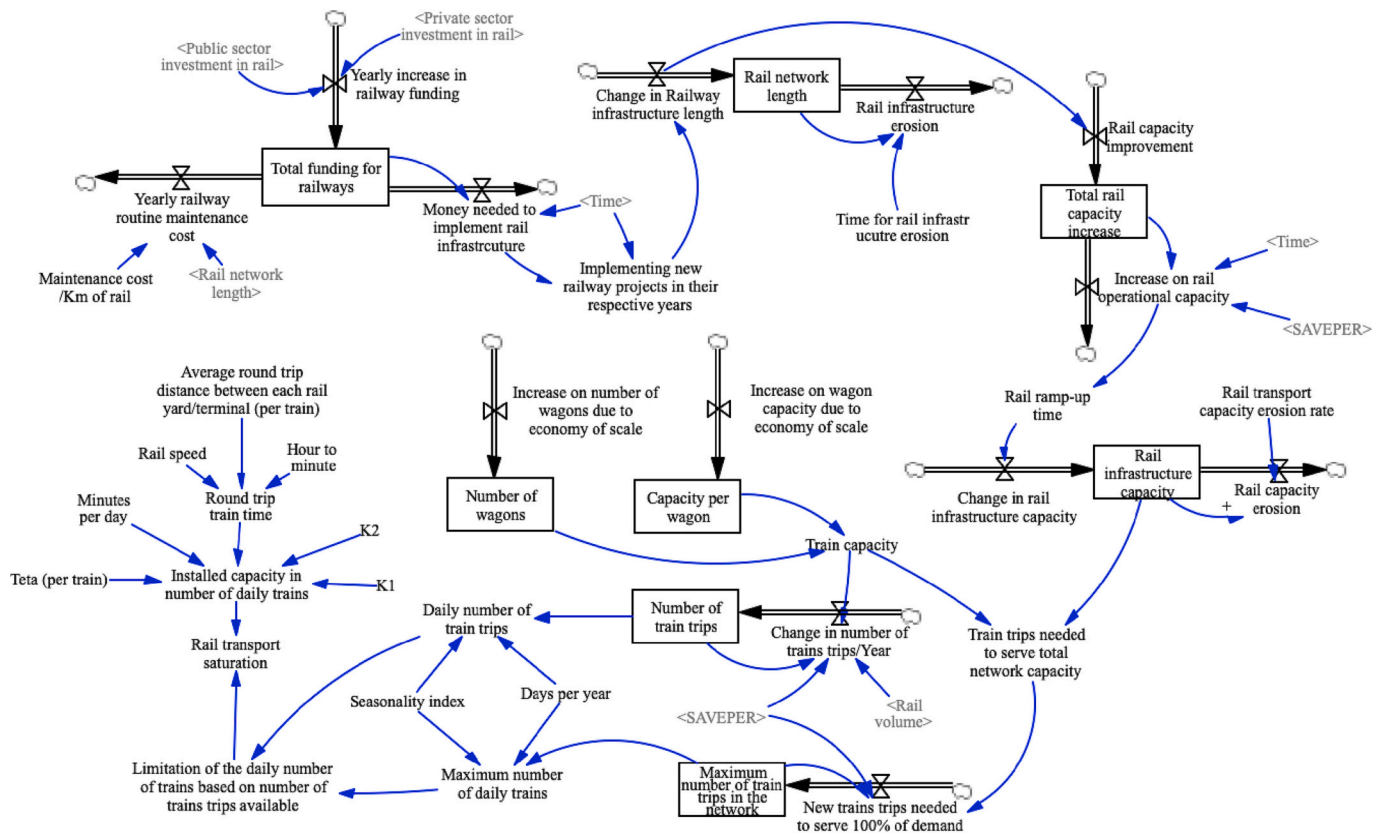 <Private sector
investment in rail>
<Public sector
investment in rail>
Yearly increase in
railway funding
Total funding for
railways
Yearly railway
routine maintenance
cost
Maintenance cost
/Km of rail
<Rail network
length>
Money needed to
implement rail
infrastrcuture
<Time>
Implementing new
railway projects in their
respective years
Change in Railway
infrastructure length
Rail network
length
Rail infrastructure
erosion
Time for rail infrastr
ucutre erosion
Rail capacity
improvement
Total rail
capacity
increase
<Time>
Increase on rail
operational capacity
<SAVEPER>
Rail ramp-up
time
Rail transport
capacity erosion rate
Change in rail
infrastructure capacity
Rail
infrastructure
capacity
Rail capacity
erosion
+
Average round trip
distance between each rail
yard/terminal (per train)
Rail speed
Hour to
minute
Round trip
train time
Minutes
per day
K2
Teta (per train)
Installed capacity in
number of daily trains
K1
Rail transport
saturation
Increase on number of
wagons due to
economy of scale
Number of
wagons
Increase on wagon
capacity due to
economy of scale
Capacity per
wagon
Train capacity
Daily number of
train trips
Number of
train trips
Change in number of
trains trips/Year
Train trips needed
to serve total
network capacity
Seasonality index
Days per year
<SAVEPER>
<Rail
volume>
Limitation of the daily number
of trains based on number of
trains trips available
Maximum number
of daily trains
Maximum
number of train
trips in the
network
New trains trips needed
to serve 100% of demand